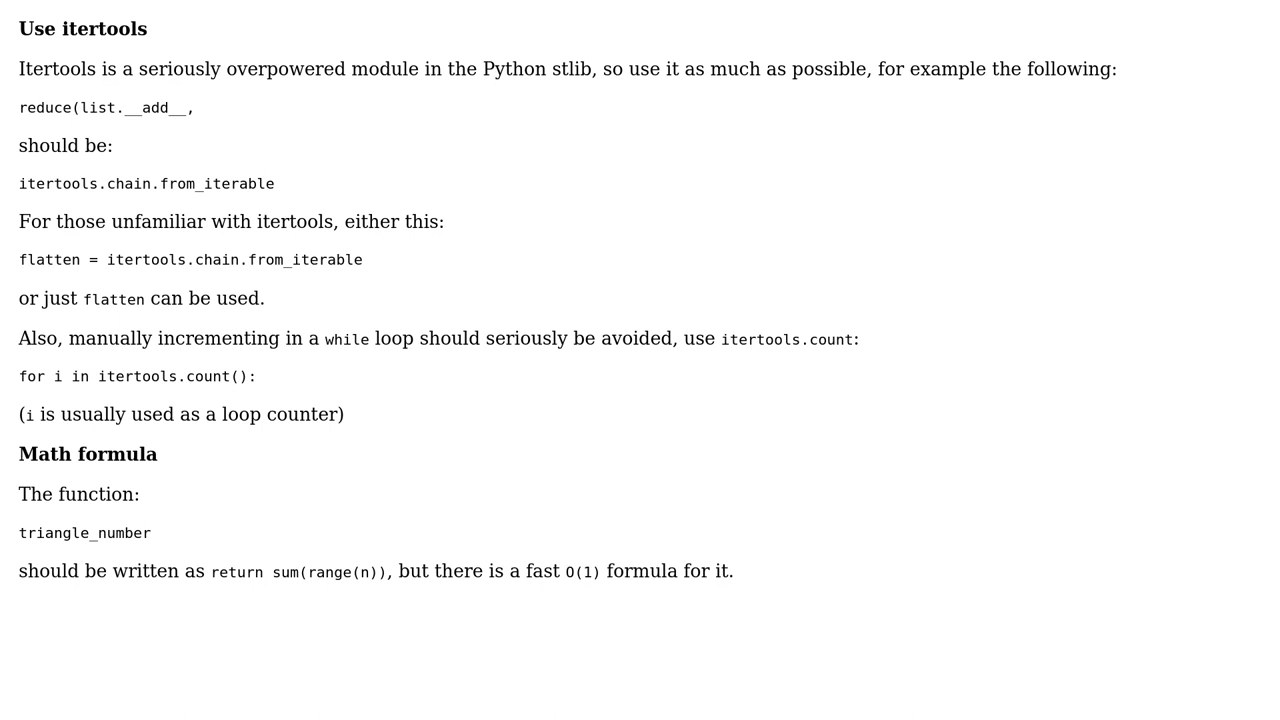 Use itertools
Itertools is a seriously overpowered module in the Python stlib, so use it as much as possible, for example the following:
reduce(list.__add__,
should be:
itertools.chain.from_iterable
For those unfamiliar with itertools, either this:
flatten = itertools.chain.from_iterable
or just flatten can be used.
Also, manually incrementing in a while loop should seriously be avoided, use itertools.count:
for i in itertools.count():
(i is usually used as a loop counter)
Math formula
The function:
triangle_number
should be written as return sum(range(n)), but there is a fast O(1) formula for it.